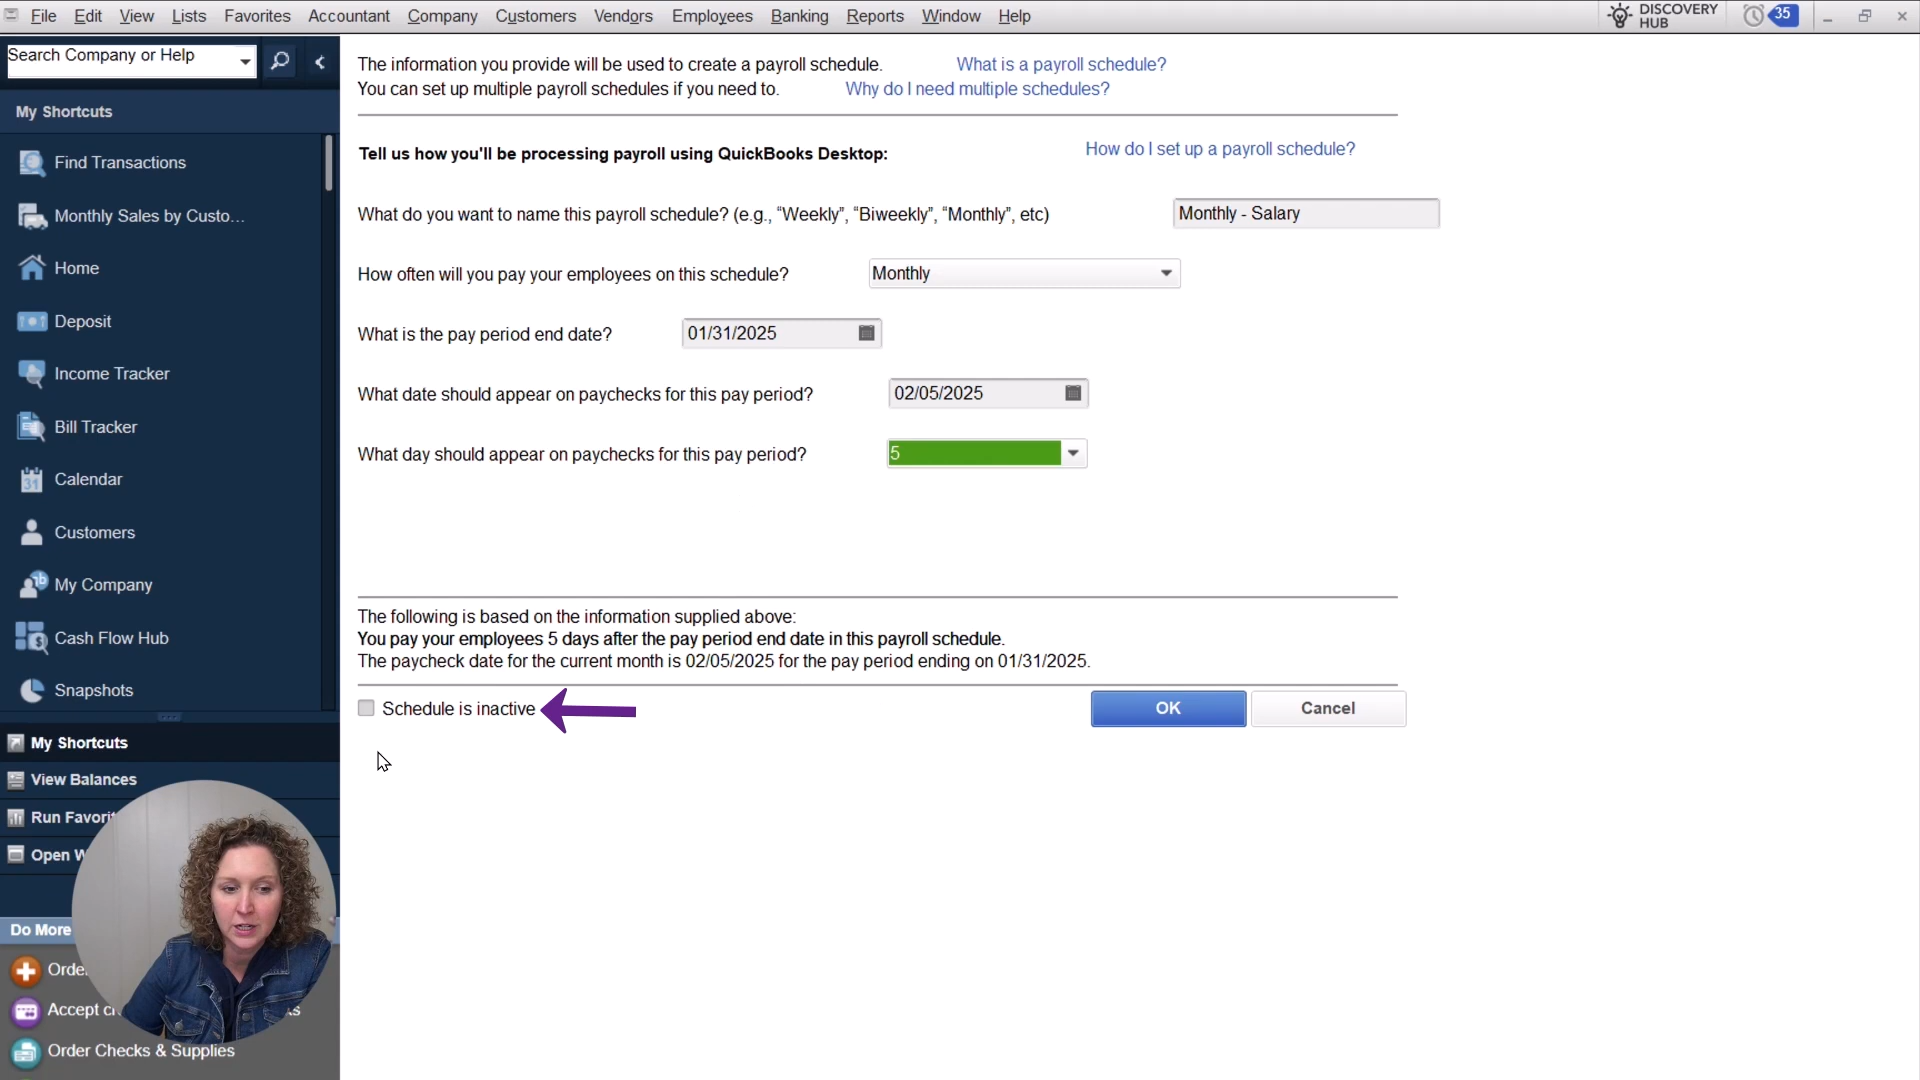 File Edit View Lists Favorites Accountant Company Customers Vendors Employees Banking Reports Window Help
DISCOVERY
HUB
35
Search Company or Help
My Shortcuts
Find Transactions
Monthly Sales by Custo...
Home
Deposit
Income Tracker
Bill Tracker
31
Calendar
Customers
My Company
Cash Flow Hub
Snapshots
My Shortcuts
View Balances
Run Favorit
Open W
Do More
Orde
Accept c
ks
Order Checks & Supplies
The information you provide will be used to create a payroll schedule. What is a payroll schedule?
You can set up multiple payroll schedules if you need to. Why do I need multiple schedules?
Tell us how you'll be processing payroll using QuickBooks Desktop: How do I set up a payroll schedule?
What do you want to name this payroll schedule? (e.g., “Weekly”, “Biweekly”, “Monthly”, etc) Monthly - Salary
How often will you pay your employees on this schedule? Monthly
What is the pay period end date? 01/31/2025
What date should appear on paychecks for this pay period? 02/05/2025
What day should appear on paychecks for this pay period? 5
The following is based on the information supplied above:
You pay your employees 5 days after the pay period end date in this payroll schedule.
The paycheck date for the current month is 02/05/2025 for the pay period ending on 01/31/2025.
Schedule is inactive OK Cancel